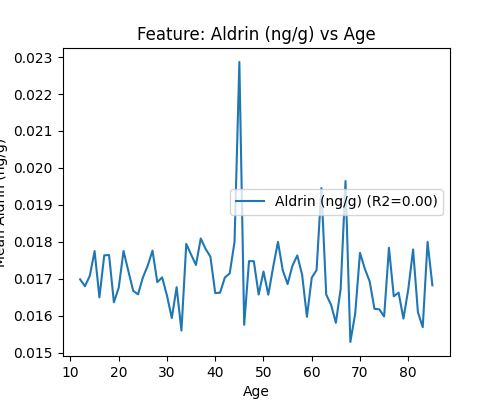 Feature: Aldrin (ng/g) vs Age
0.023
0.022
0.021
0.020
0.019
0.018
0.017
0.016
0.015
Mean Aldrin (ng/g)
Aldrin (ng/g) (R2=0.00)
10 20 30 40 50 60 70 80
Age